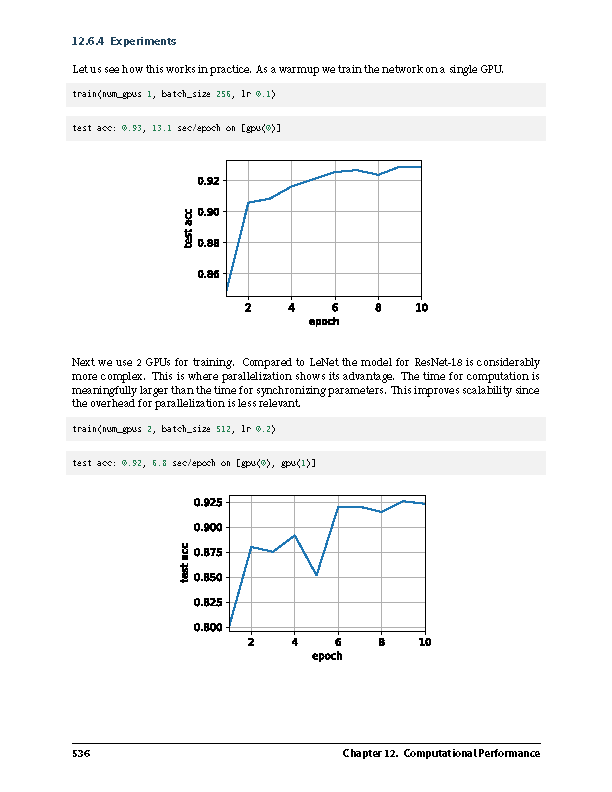 12.6.4 Experiments
Let us see how this works in practice. As a warmup we train the network on a single GPU.
train(num_gpus 1, batch_size 256, lr 0.1)
test acc: 0.93, 13.1 sec/epoch on [gpu(0)]
0.92
0.90
0.88
0.86
test acc
2 4 6 8 10
epoch
Next we use 2 GPUs for training. Compared to LeNet the model for ResNet-18 is considerably
more complex. This is where parallelization shows its advantage. The time for computation is
meaningfully larger than the time for synchronizing parameters. This improves scalability since
the overhead for parallelization is less relevant.
train(num_gpus 2, batch_size 512, lr 0.2)
test acc: 0.92, 6.8 sec/epoch on [gpu(0), gpu(1)]
0.925
0.900
0.875
0.850
0.825
0.800
test acc
2 4 6 8 10
epoch
536 Chapter 12. Computational Performance